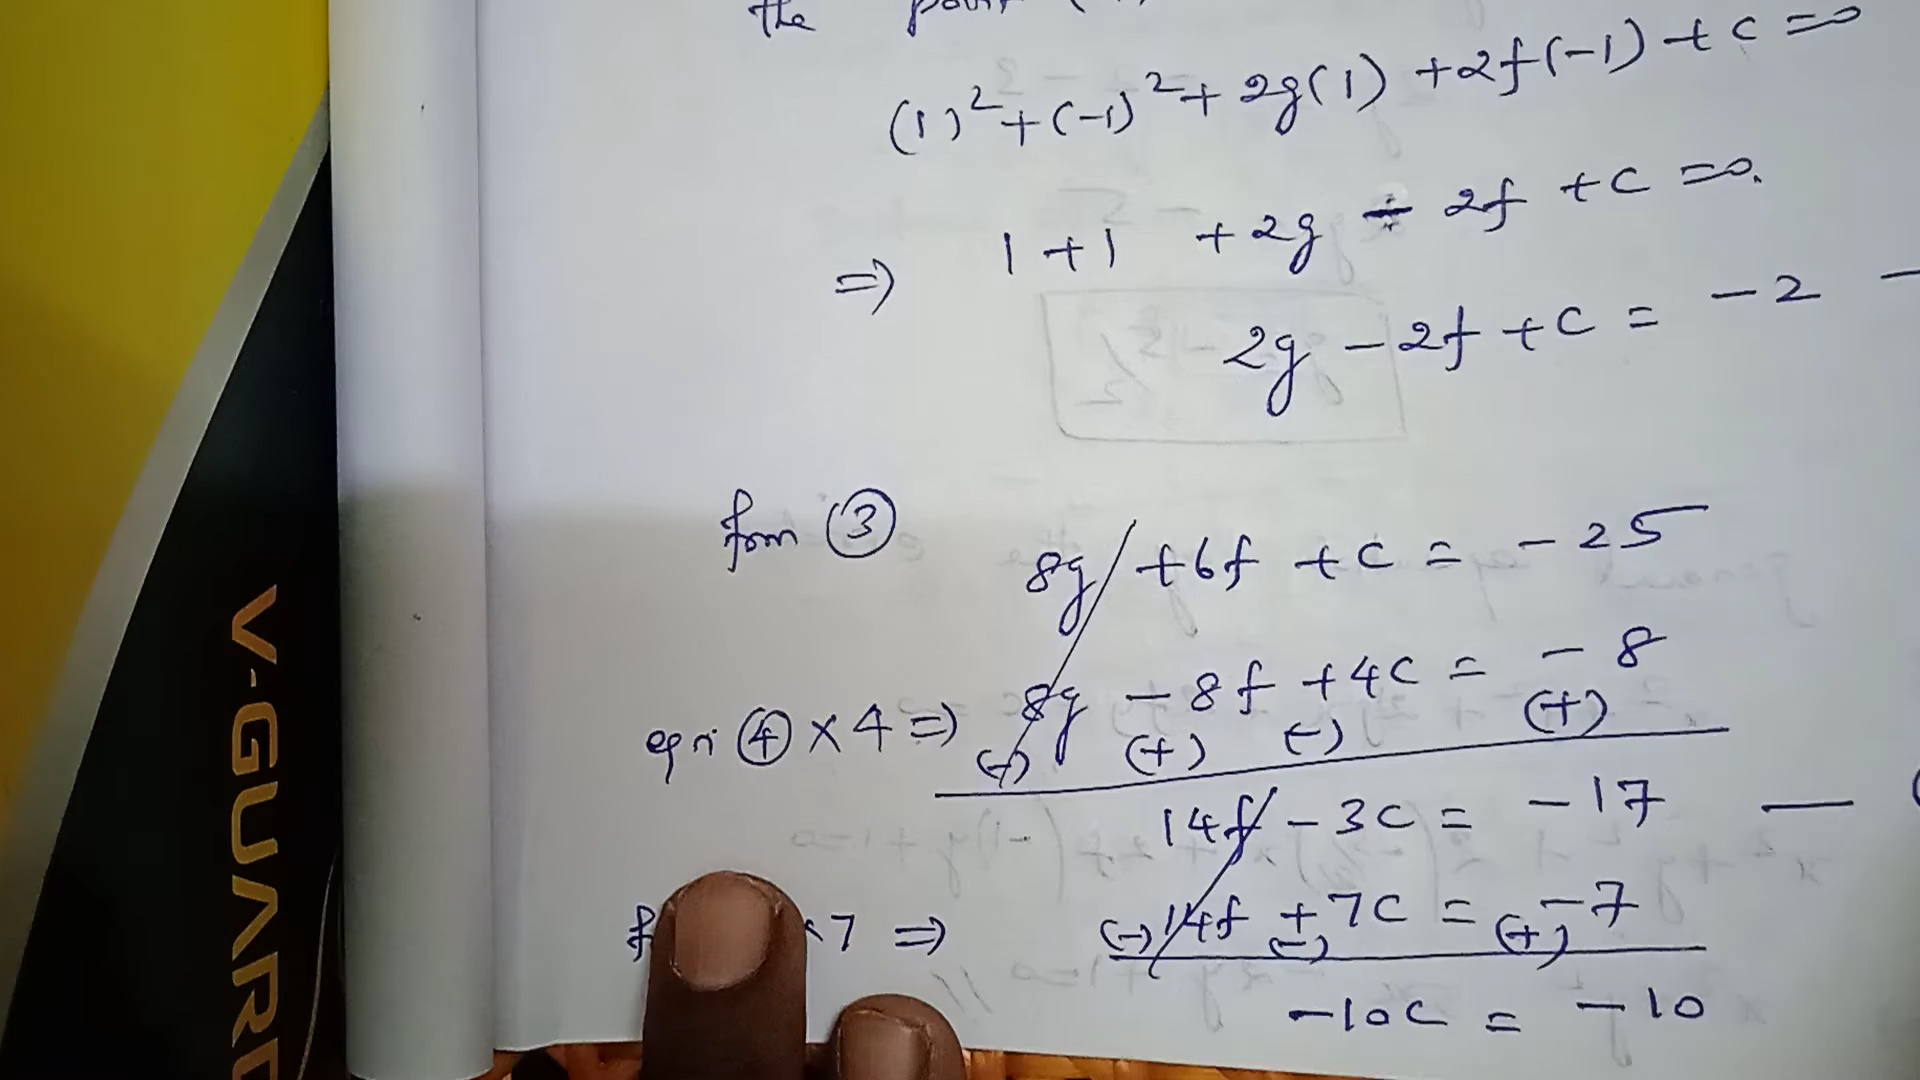 the
(1)² + (-1)² + 2g(1) + 2f(-1) + c = 0
⇒ 1 + 1 + 2g - 2f + c = 0.
2g - 2f + c = -2 -
from ③ 8g + 6f + c = -25
eqn ④ × 4 ⇒ 8g - 8f + 4c = -8
(-) (+) (-) (+)
14f - 3c = -17 —
×7 ⇒ (-) 14f + 7c = -7
(-) (+)
-10c = -10
V-GUARD